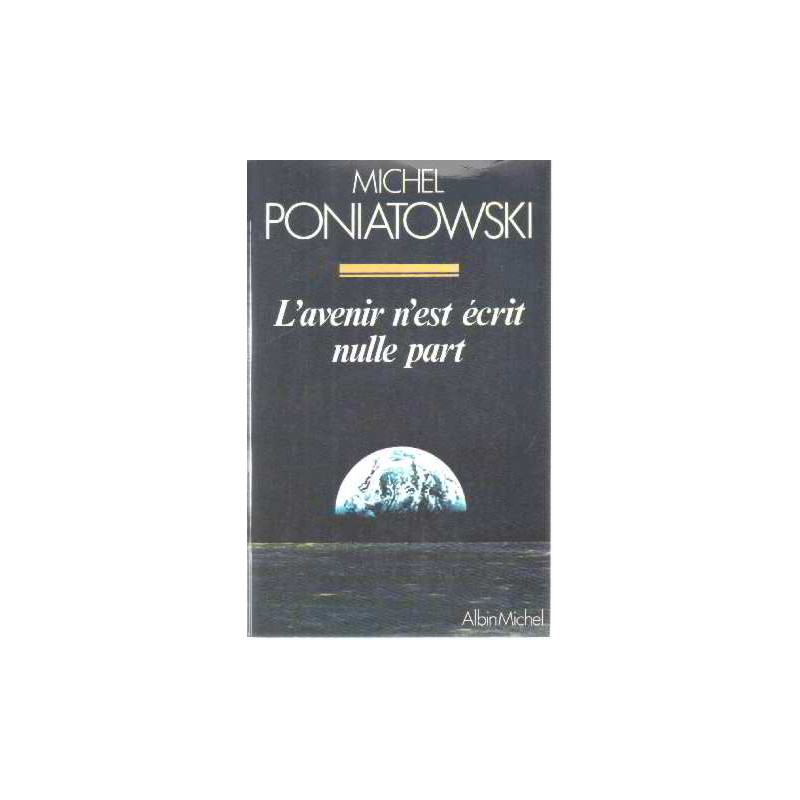 MICHEL
PONIATOWSKI
L'avenir n'est écrit
nulle part
Albin Michel